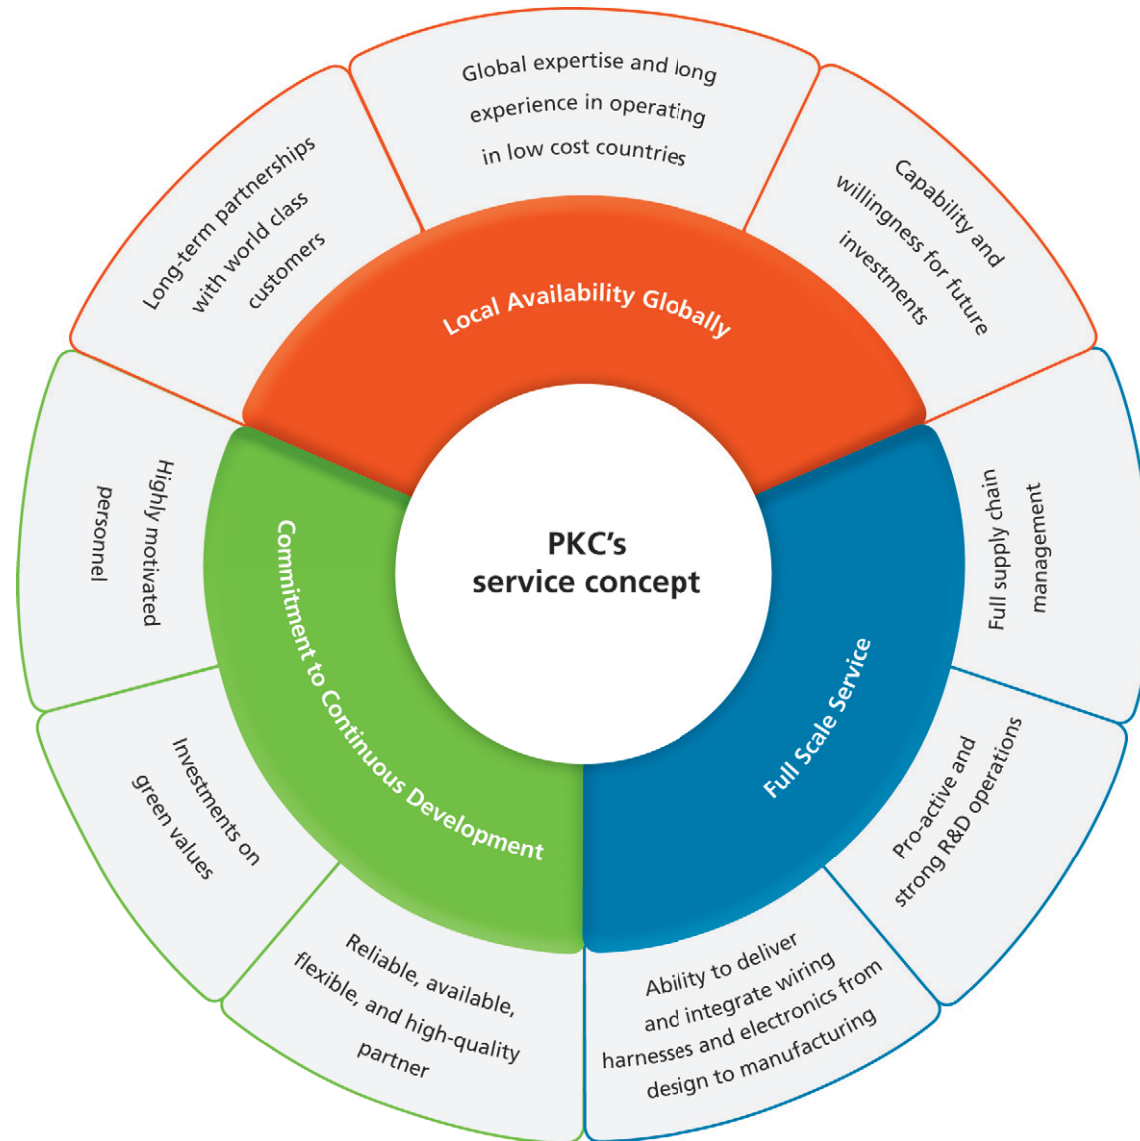 PKC's
service concept
Local Availability Globally
Long-term partnerships
with world class
customers
Global expertise and long
experience in operating
in low cost countries
Capability and
willingness for future
investments
Full Scale Service
Full supply chain
management
Pro-active and
strong R&D operations
Ability to deliver
and integrate wiring
harnesses and electronics from
design to manufacturing
Commitment to Continuous Development
Reliable, available,
flexible, and high-quality
partner
Investments on
green values
Highly motivated
personnel